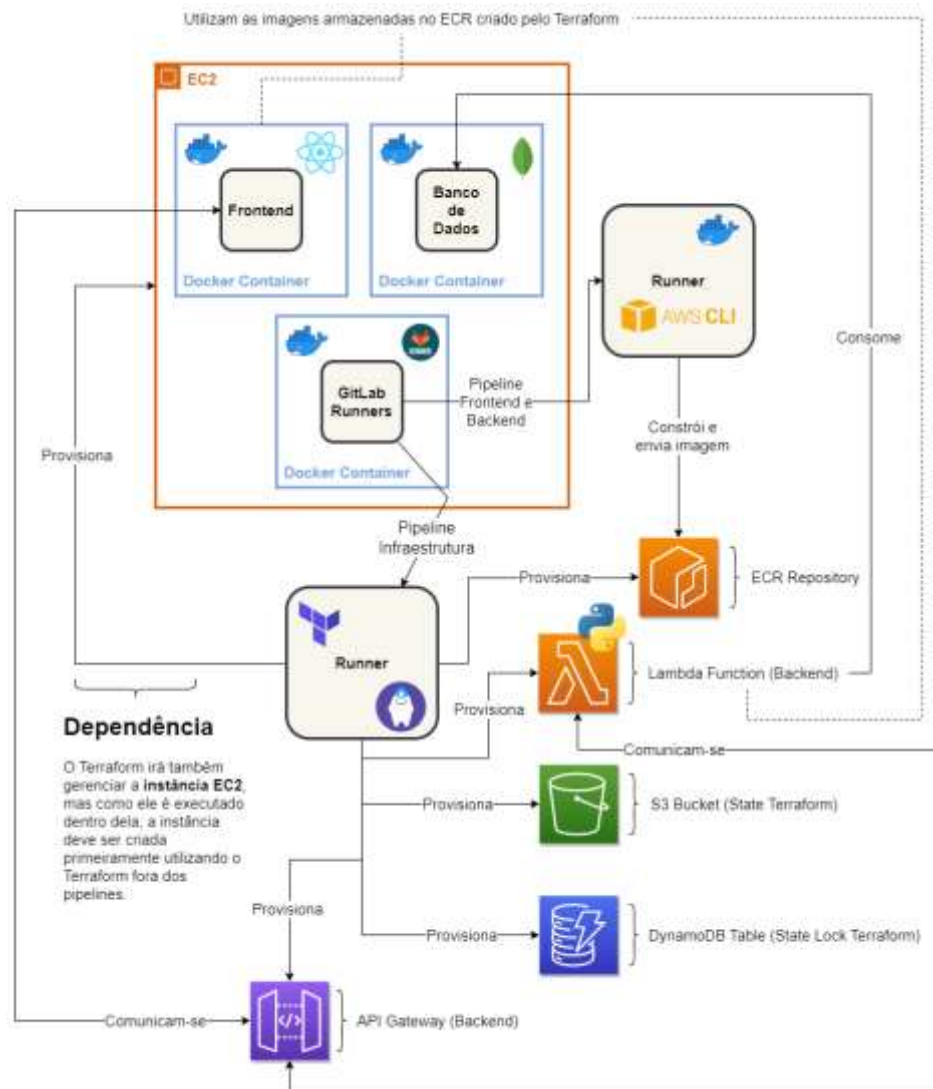 Utilizam as imagens armazenadas no ECR criado pelo Terraform
EC2
Frontend
Docker Container
Banco
de
Dados
Docker Container
Runner
AWS CLI
GitLab
Runners
Docker Container
Pipeline
Frontend e
Backend
Consome
Constrói e
envia imagem
Provisiona
Pipeline
Infraestrutura
Provisiona
ECR Repository
Runner
Lambda Function (Backend)
Provisiona
Dependência
O Terraform irá também
gerenciar a instância EC2,
mas como ele é executado
dentro dela, a instância
deve ser criada
primeiramente utilizando o
Terraform fora dos
pipelines.
Comunicam-se
Provisiona
S3 Bucket (State Terraform)
Provisiona
Provisiona
DynamoDB Table (State Lock Terraform)
Comunicam-se
API Gateway (Backend)